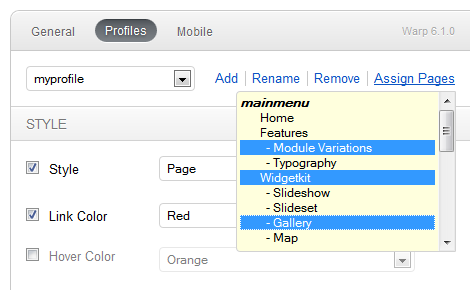 General Profiles Mobile Warp 6.1.0
myprofile Add Rename Remove Assign Pages
mainmenu
Home
Features
- Module Variations
- Typography
Widgetkit
- Slideshow
- Slideset
- Gallery
- Map
STYLE
Style Page
Link Color Red
Hover Color Orange